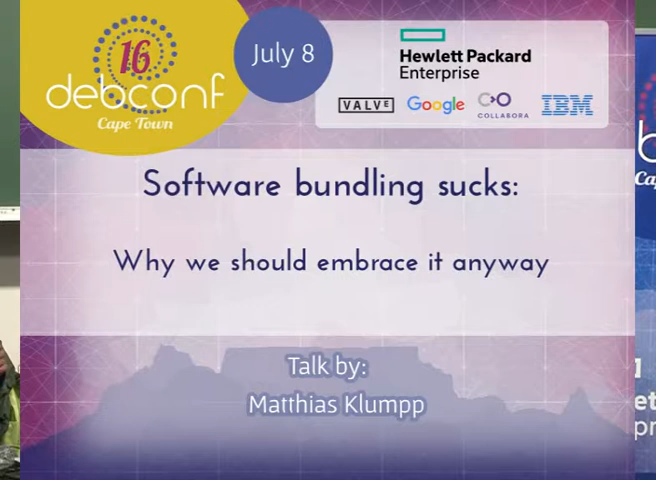 16
debconf
Cape Town
July 8
Hewlett Packard
Enterprise
VALVE
Google
COLLABORA
IBM
Software bundling sucks:
Why we should embrace it anyway
Talk by:
Matthias Klumpp